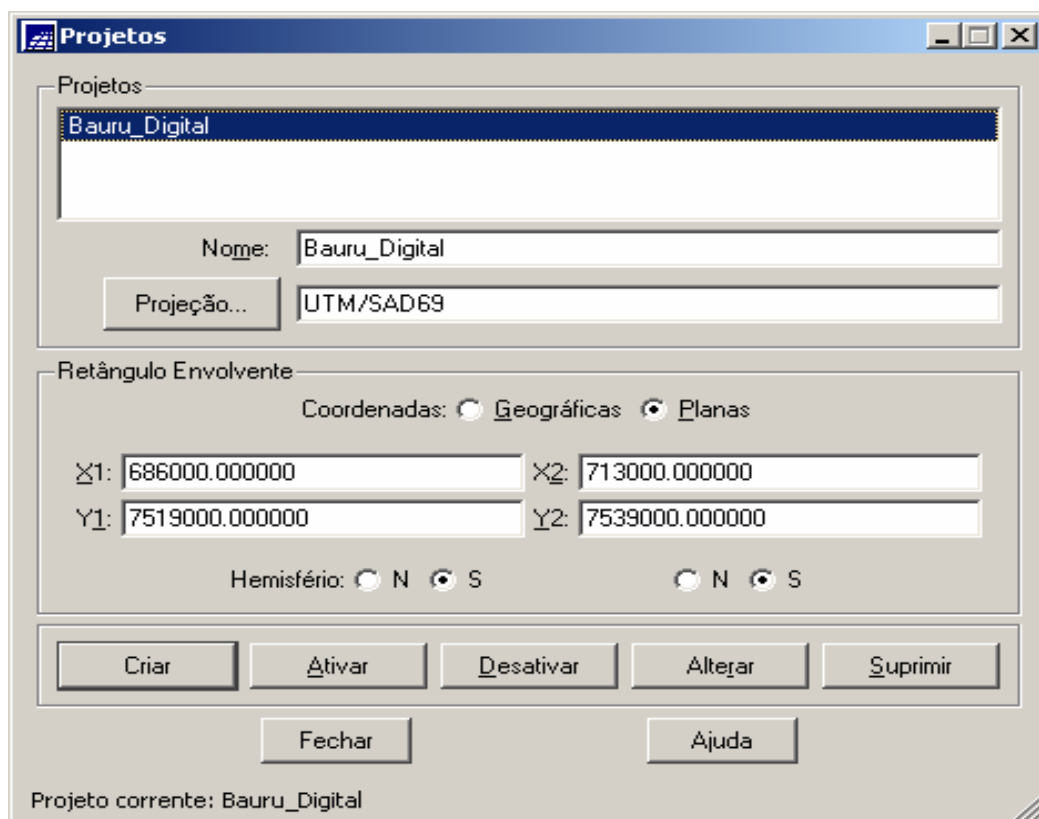 Projetos
Projetos
Bauru_Digital
Nome: Bauru_Digital
Projeção... UTM/SAD69
Retângulo Envolvente
Coordenadas: Geográficas Planas
X1: 686000.000000 X2: 713000.000000
Y1: 7519000.000000 Y2: 7539000.000000
Hemisfério: N S N S
Criar Ativar Desativar Alterar Suprimir
Fechar Ajuda
Projeto corrente: Bauru_Digital